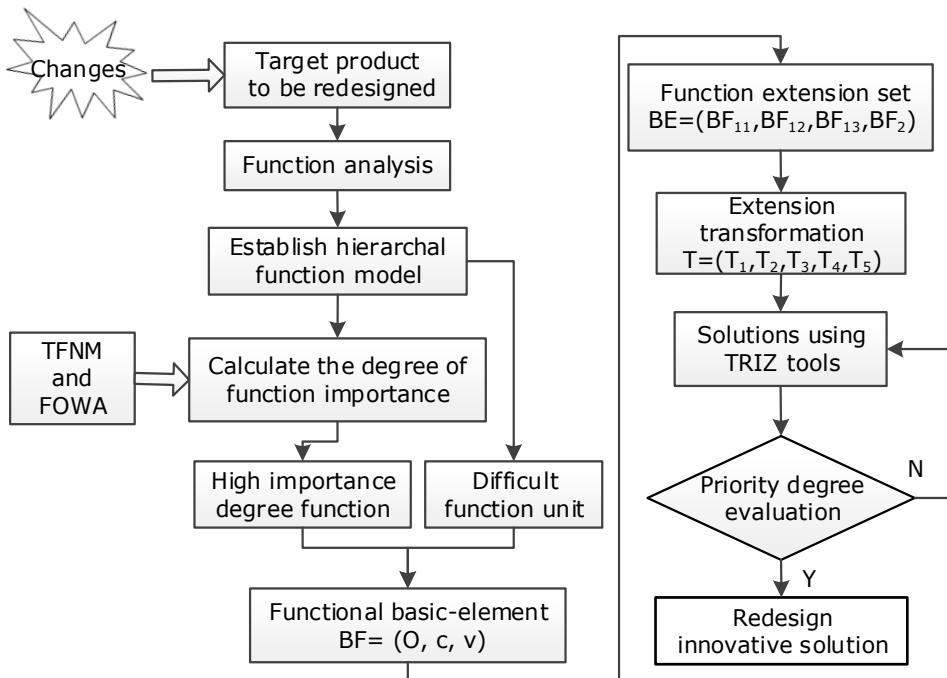 Changes
Target product
to be redesigned
Function analysis
Establish hierarchal
function model
TFNM
and
FOWA
Calculate the degree of
function importance
High importance
degree function
Difficult
function unit
Functional basic-element
BF= (O, c, v)
Function extension set
BE=(BF₁₁,BF₁₂,BF₁₃,BF₂)
Extension
transformation
T=(T₁,T₂,T₃,T₄,T₅)
Solutions using
TRIZ tools
Priority degree
evaluation
N
Y
Redesign
innovative solution